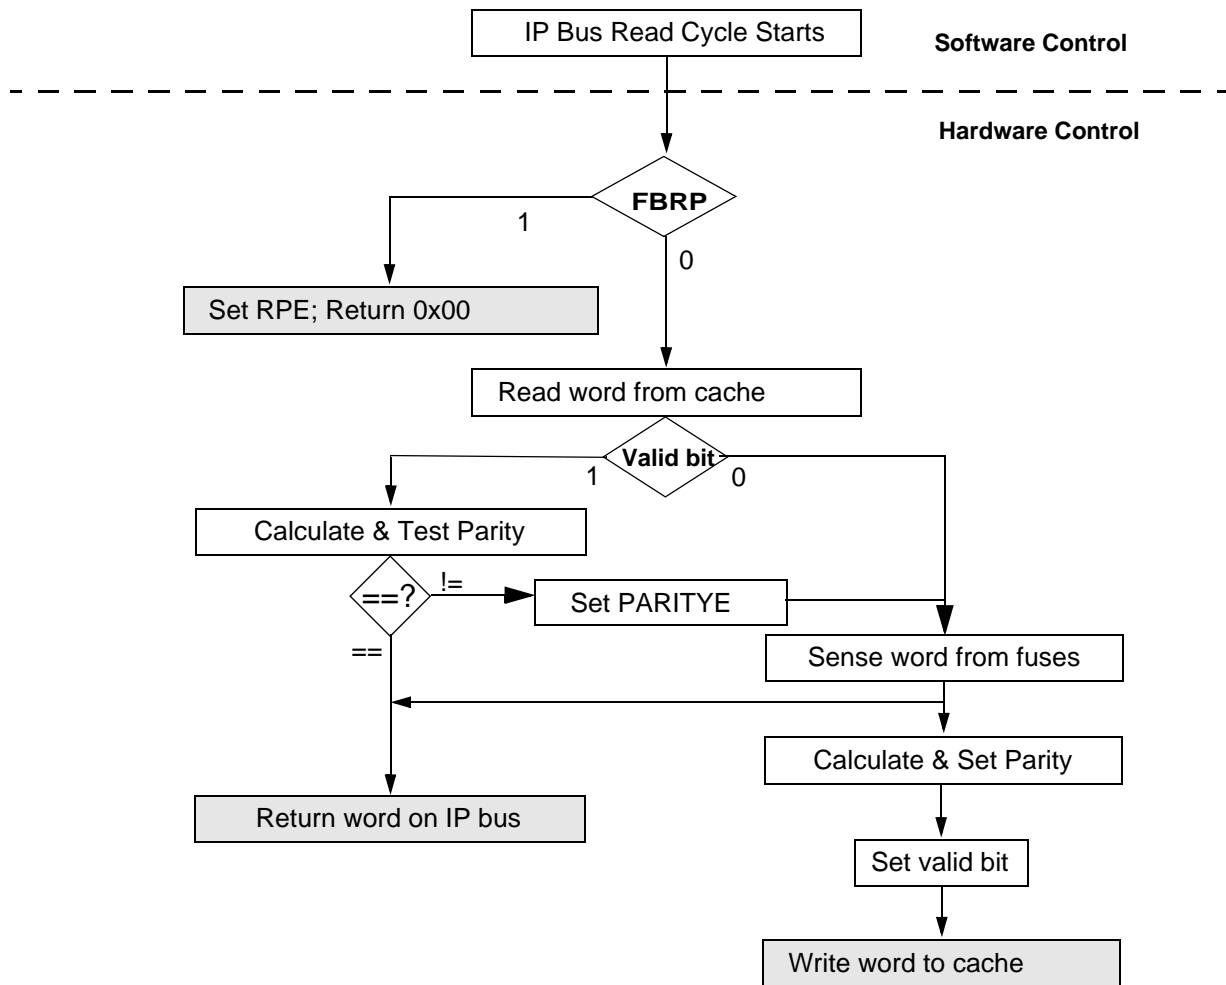 IP Bus Read Cycle Starts
Software Control
Hardware Control
FBRP
1
0
Set RPE; Return 0x00
Read word from cache
Valid bit
1
0
Calculate & Test Parity
==?
!=
Set PARITYE
==
Sense word from fuses
Calculate & Set Parity
Return word on IP bus
Set valid bit
Write word to cache